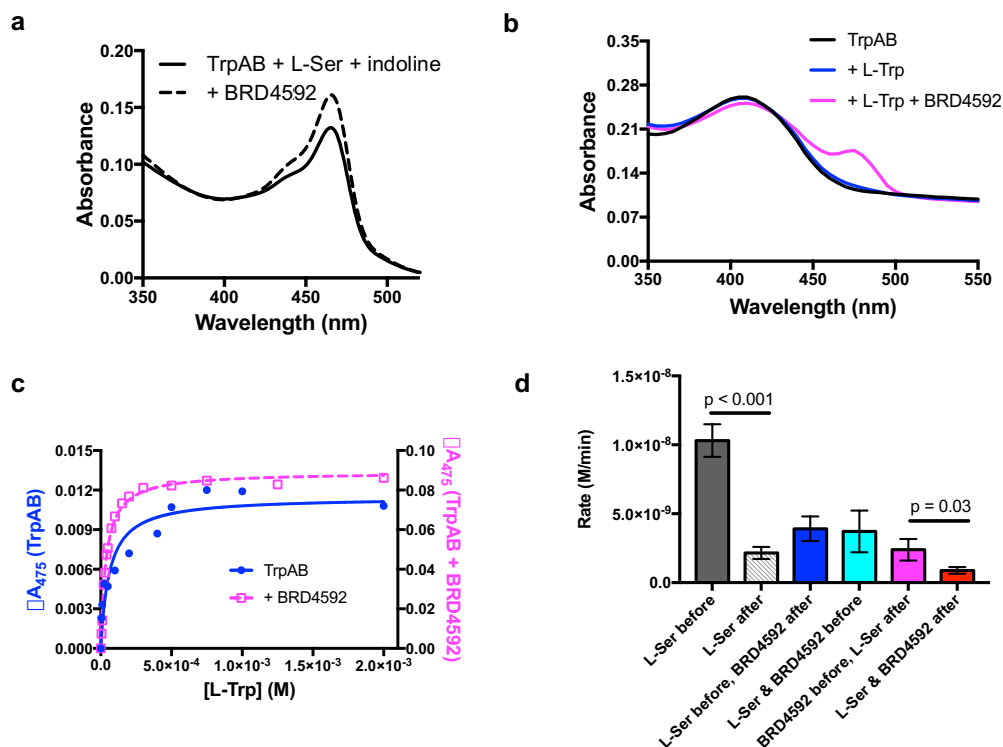 a
0.20
0.15
0.10
0.05
0.00
Absorbance
350
400
450
500
Wavelength (nm)
TrpAB + L-Ser + indoline
+ BRD4592
b
0.35
0.29
0.21
0.13
0.07
0.00
Absorbance
350
400
450
500
550
Wavelength (nm)
TrpAB
+ L-Trp
+ L-Trp + BRD4592
c
0.015
0.012
0.009
0.006
0.003
0.000
□A₄₇₅ (TrpAB)
0.10
0.08
0.06
0.04
0.02
0.00
□A₄₇₅ (TrpAB + BRD4592)
0.0
5.0×10⁻⁴
1.0×10⁻³
1.5×10⁻³
2.0×10⁻³
[L-Trp] (M)
TrpAB
+ BRD4592
d
1.5×10⁻⁸
1.0×10⁻⁸
5.0×10⁻⁹
0.0
Rate (M/min)
p < 0.001
p = 0.03
L-Ser before
L-Ser after
L-Ser before, BRD4592 after
L-Ser & BRD4592 before
BRD4592 before, L-Ser after
L-Ser & BRD4592 after